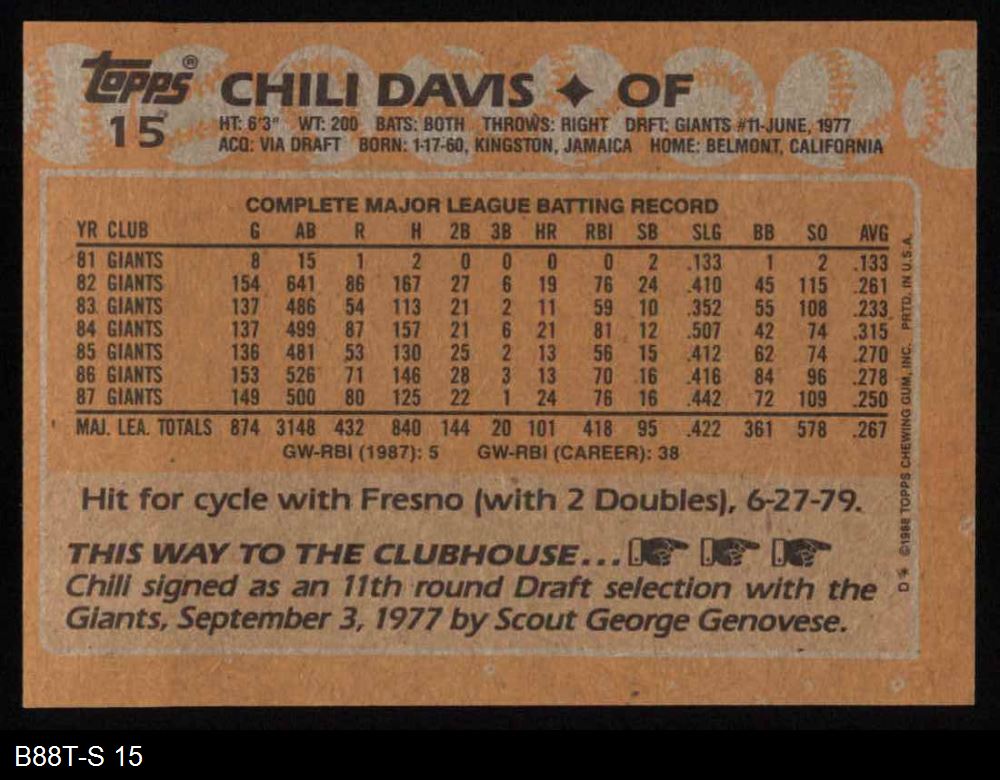 topps® CHILI DAVIS ✦ OF
15
HT: 6'3" WT: 200 BATS: BOTH THROWS: RIGHT DRFT: GIANTS #11-JUNE, 1977
ACQ: VIA DRAFT BORN: 1-17-60, KINGSTON, JAMAICA HOME: BELMONT, CALIFORNIA
COMPLETE MAJOR LEAGUE BATTING RECORD
YR CLUB G AB R H 2B 3B HR RBI SB SLG BB SO AVG
81 GIANTS 8 15 1 2 0 0 0 0 2 .133 1 2 .133
82 GIANTS 154 641 86 167 27 6 19 76 24 .410 45 115 .261
83 GIANTS 137 486 54 113 21 2 11 59 10 .352 55 108 .233
84 GIANTS 137 499 87 157 21 6 21 81 12 .507 42 74 .315
85 GIANTS 136 481 53 130 25 2 13 56 15 .412 62 74 .270
86 GIANTS 153 526 71 146 28 3 13 70 16 .416 84 96 .278
87 GIANTS 149 500 80 125 22 1 24 76 16 .442 72 109 .250
MAJ. LEA. TOTALS 874 3148 432 840 144 20 101 418 95 .422 361 578 .267
GW-RBI (1987): 5 GW-RBI (CAREER): 38
Hit for cycle with Fresno (with 2 Doubles), 6-27-79.
THIS WAY TO THE CLUBHOUSE...
Chili signed as an 11th round Draft selection with the
Giants, September 3, 1977 by Scout George Genovese.
D* ©1988 TOPPS CHEWING GUM, INC. PRTD. IN U.S.A.
B88T-S 15